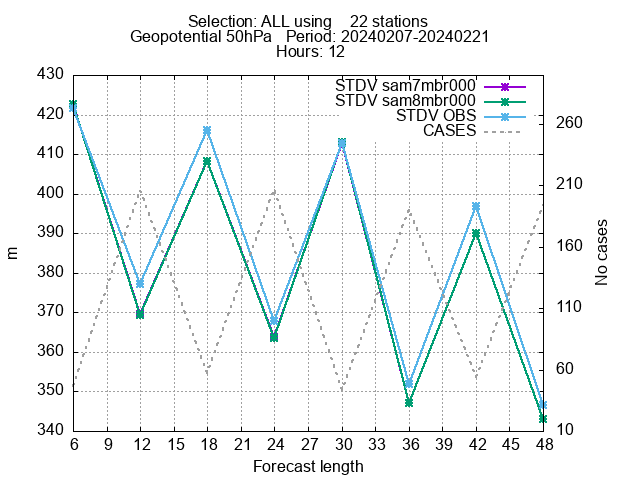 Selection: ALL using    22 stations
Geopotential 50hPa   Period: 20240207-20240221
Hours: 12
STDV sam7mbr000
STDV sam8mbr000
STDV OBS
CASES
430
420
410
400
390
380
370
360
350
340
m
260
210
160
110
60
10
No cases
6 9 12 15 18 21 24 27 30 33 36 39 42 45 48
Forecast length